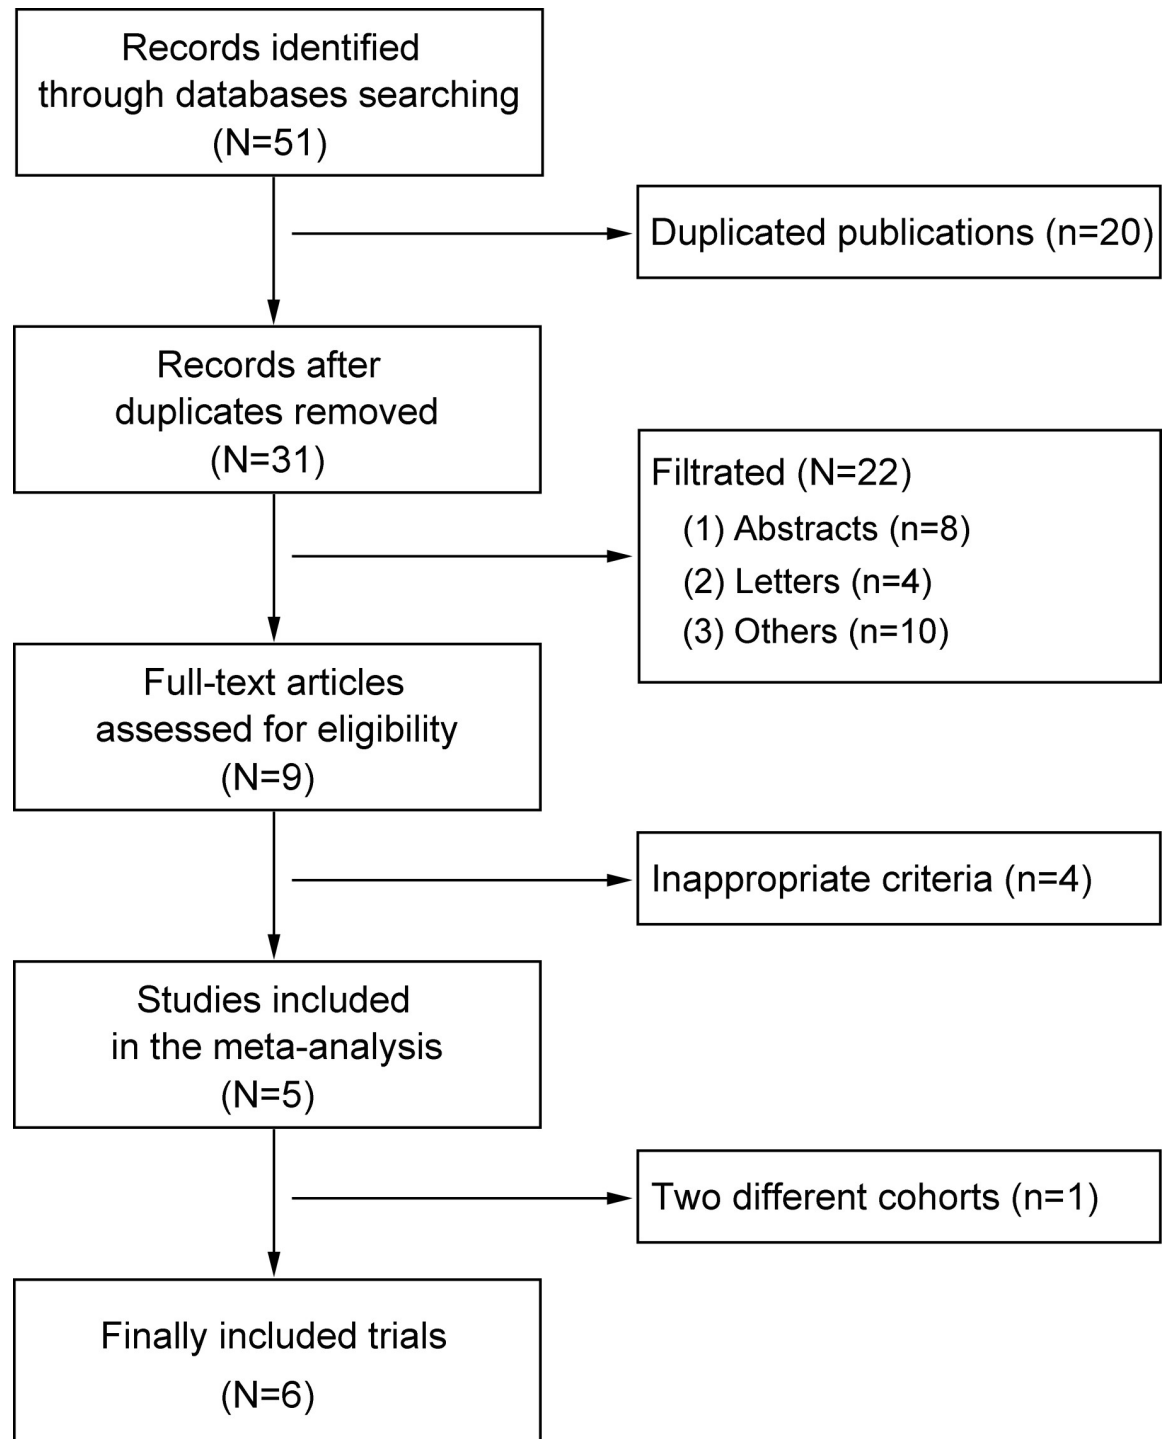 Records identified
through databases searching
(N=51)
Duplicated publications (n=20)
Records after
duplicates removed
(N=31)
Filtrated (N=22)
(1) Abstracts (n=8)
(2) Letters (n=4)
(3) Others (n=10)
Full-text articles
assessed for eligibility
(N=9)
Inappropriate criteria (n=4)
Studies included
in the meta-analysis
(N=5)
Two different cohorts (n=1)
Finally included trials
(N=6)